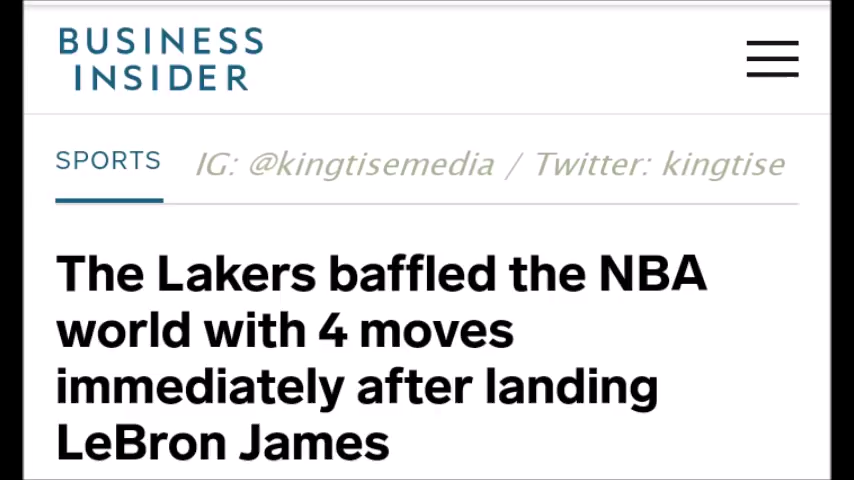 BUSINESS
INSIDER
SPORTS IG: @kingtisemedia / Twitter: kingtise
The Lakers baffled the NBA
world with 4 moves
immediately after landing
LeBron James